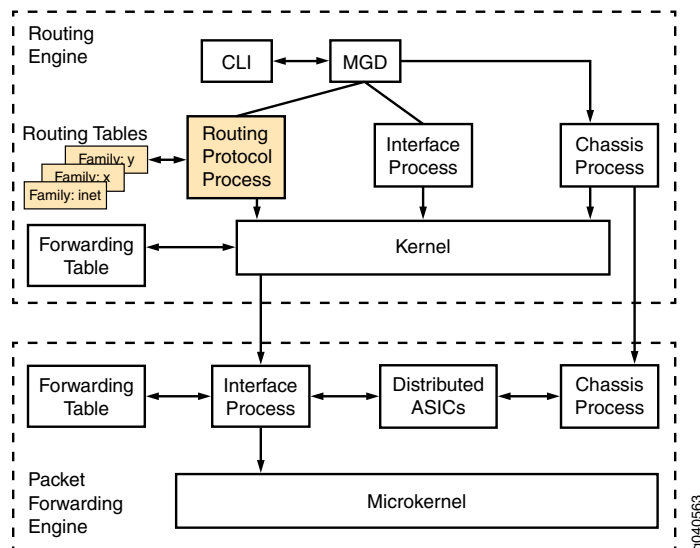 Routing
Engine
CLI
MGD
Routing Tables
Family: y
Family: x
Family: inet
Routing
Protocol
Process
Interface
Process
Chassis
Process
Forwarding
Table
Kernel
Forwarding
Table
Interface
Process
Distributed
ASICs
Chassis
Process
Packet
Forwarding
Engine
Microkernel
g040563